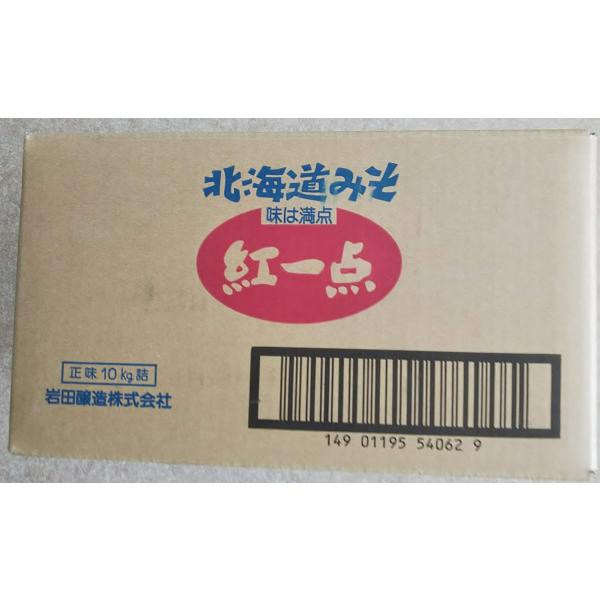 北海道みそ
味は満点
紅一点
正味10kg詰
岩田醸造株式会社
149 01195 54062 9